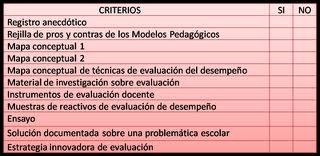 CRITERIOS SI NO
Registro anecdótico
Rejilla de pros y contras de los Modelos Pedagógicos
Mapa conceptual 1
Mapa conceptual 2
Mapa conceptual de técnicas de evaluación del desempeño
Material de investigación sobre evaluación
Instrumentos de evaluación docente
Muestras de reactivos de evaluación de desempeño
Ensayo
Solución documentada sobre una problemática escolar
Estrategia innovadora de evaluación